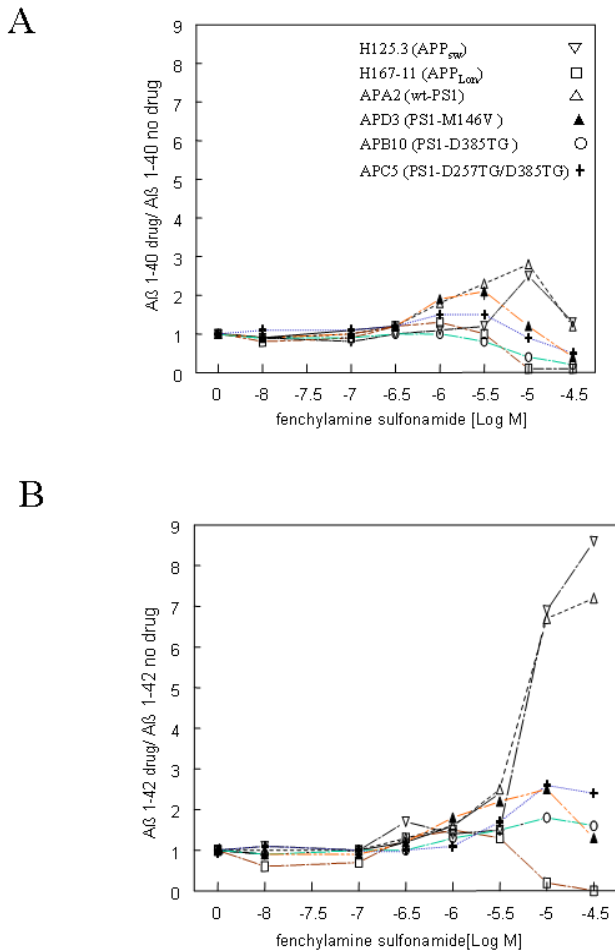 A
Aß 1-40 drug/ Aß 1-40 no drug
9
8
7
6
5
4
3
2
1
0
H125.3 (APPsw)
H167-11 (APPLon)
APA2 (wt-PS1)
APD3 (PS1-M146V)
APB10 (PS1-D385TG)
APC5 (PS1-D257TG/D385TG)
0 -8 -7.5 -7 -6.5 -6 -5.5 -5 -4.5
fenchylamine sulfonamide [Log M]
B
Aß 1-42 drug/ Aß 1-42 no drug
9
8
7
6
5
4
3
2
1
0
0 -8 -7.5 -7 -6.5 -6 -5.5 -5 -4.5
fenchylamine sulfonamide[Log M]